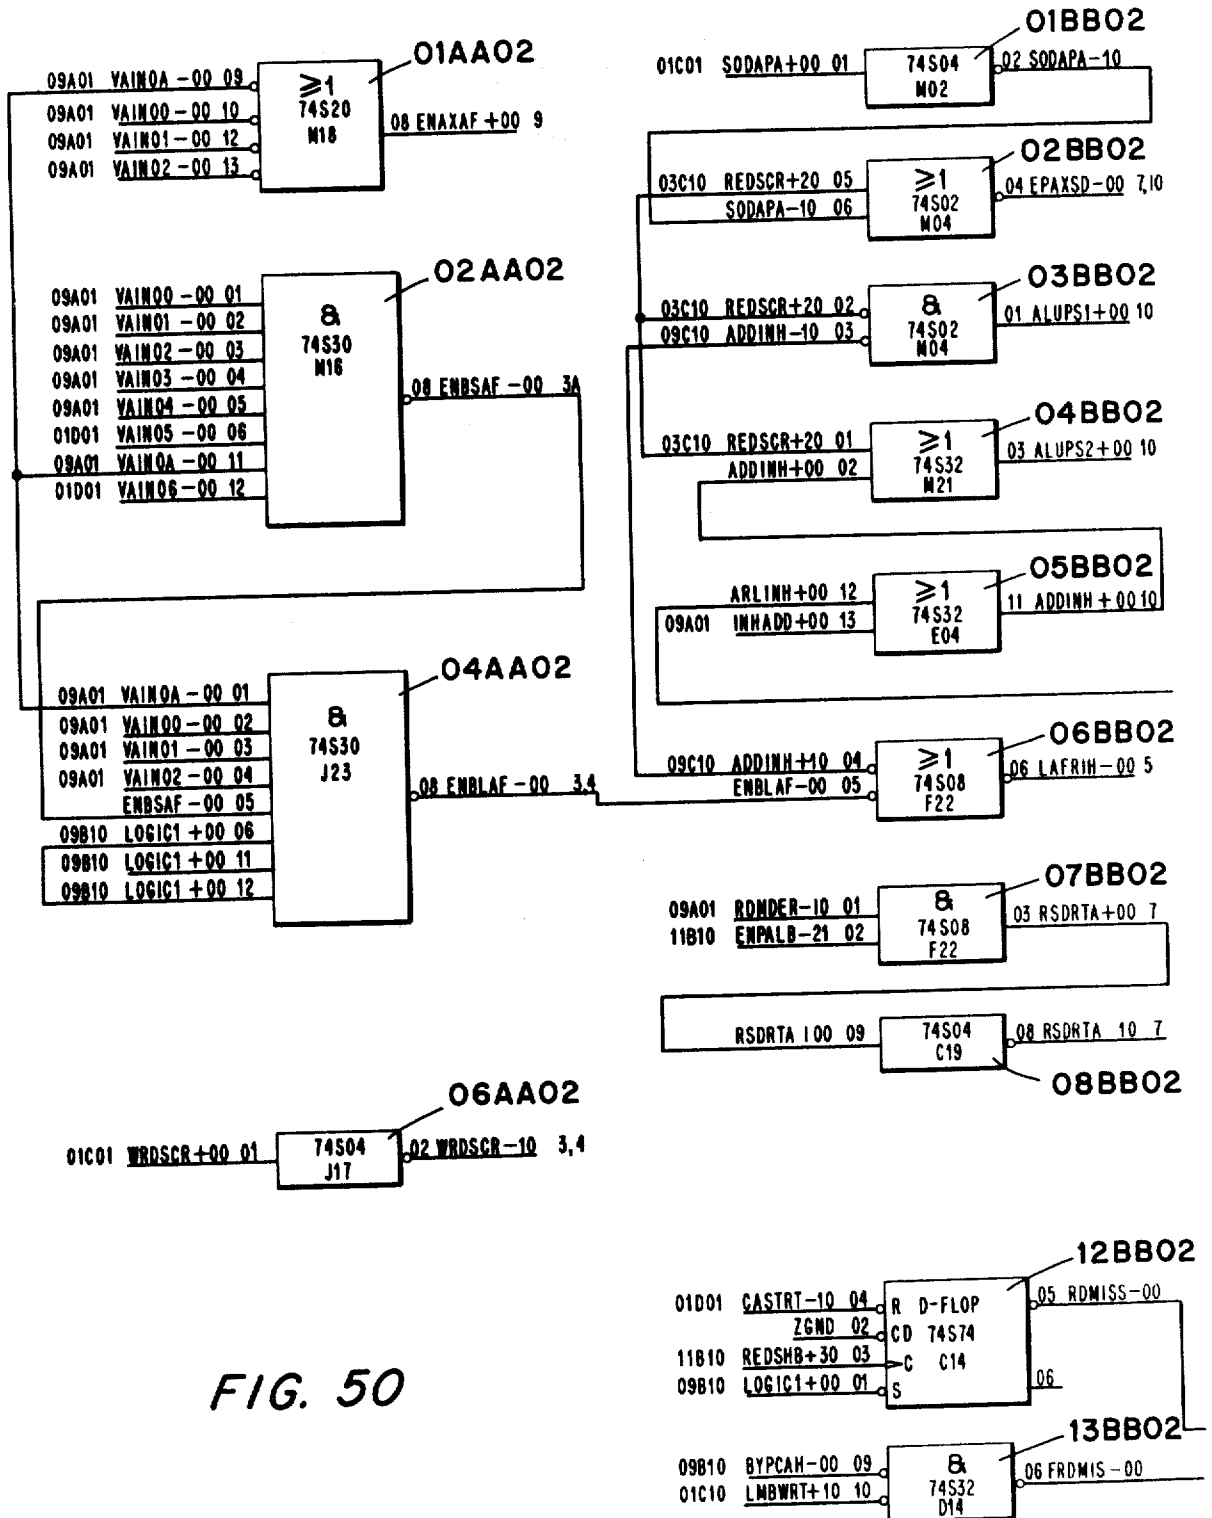 01AA02
09A01 VAIN0A-00 09
09A01 VAIN00-00 10
09A01 VAIN01-00 12
09A01 VAIN02-00 13
≥1
74S20
M18
08 ENAXAF+00 9
02AA02
09A01 VAIN00-00 01
09A01 VAIN01-00 02
09A01 VAIN02-00 03
09A01 VAIN03-00 04
09A01 VAIN04-00 05
01D01 VAIN05-00 06
09A01 VAIN0A-00 11
01D01 VAIN06-00 12
&
74S30
M16
08 ENBSAF-00 3A
04AA02
09A01 VAIN0A-00 01
09A01 VAIN00-00 02
09A01 VAIN01-00 03
09A01 VAIN02-00 04
ENBSAF-00 05
09B10 LOGIC1+00 06
09B10 LOGIC1+00 11
09B10 LOGIC1+00 12
&
74S30
J23
08 ENBLAF-00 3,4
06AA02
01C01 WRDSCR+00 01
74S04
J17
02 WRDSCR-10 3,4
FIG. 50
01BB02
01C01 SODAPA+00 01
74S04
M02
02 SODAPA-10
02BB02
03C10 REDSCR+20 05
SODAPA-10 06
≥1
74S02
M04
04 EPAXSD-00 7,10
03BB02
03C10 REDSCR+20 02
09C10 ADDINH-10 03
&
74S02
M04
01 ALUPS1+00 10
04BB02
03C10 REDSCR+20 01
ADDINH+00 02
≥1
74S32
M21
03 ALUPS2+00 10
05BB02
ARLINH+00 12
09A01 INHADD+00 13
≥1
74S32
E04
11 ADDINH+00 10
06BB02
09C10 ADDINH+10 04
ENBLAF-00 05
≥1
74S08
F22
06 LAFRIH-00 5
07BB02
09A01 RDMDER-10 01
11B10 ENPALB-21 02
&
74S08
F22
03 RSDRTA+00 7
RSDRTA 100 09
74S04
C19
08 RSDRTA 10 7
08BB02
12BB02
01D01 CASTRT-10 04
ZGND 02
11B10 REDSHB+30 03
09B10 LOGIC1+00 01
R D-FLOP
CD 74S74
C C14
S
05 RDMISS-00
06
13BB02
09B10 BYPCAH-00 09
01C10 LMBWRT+10 10
&
74S32
D14
06 FRDMIS-00